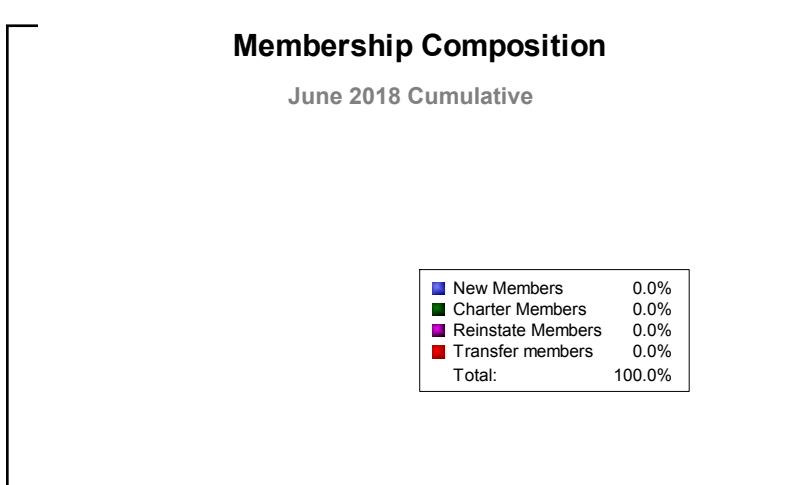 Membership Composition
June 2018 Cumulative
New Members 0.0%
Charter Members 0.0%
Reinstate Members 0.0%
Transfer members 0.0%
Total: 100.0%